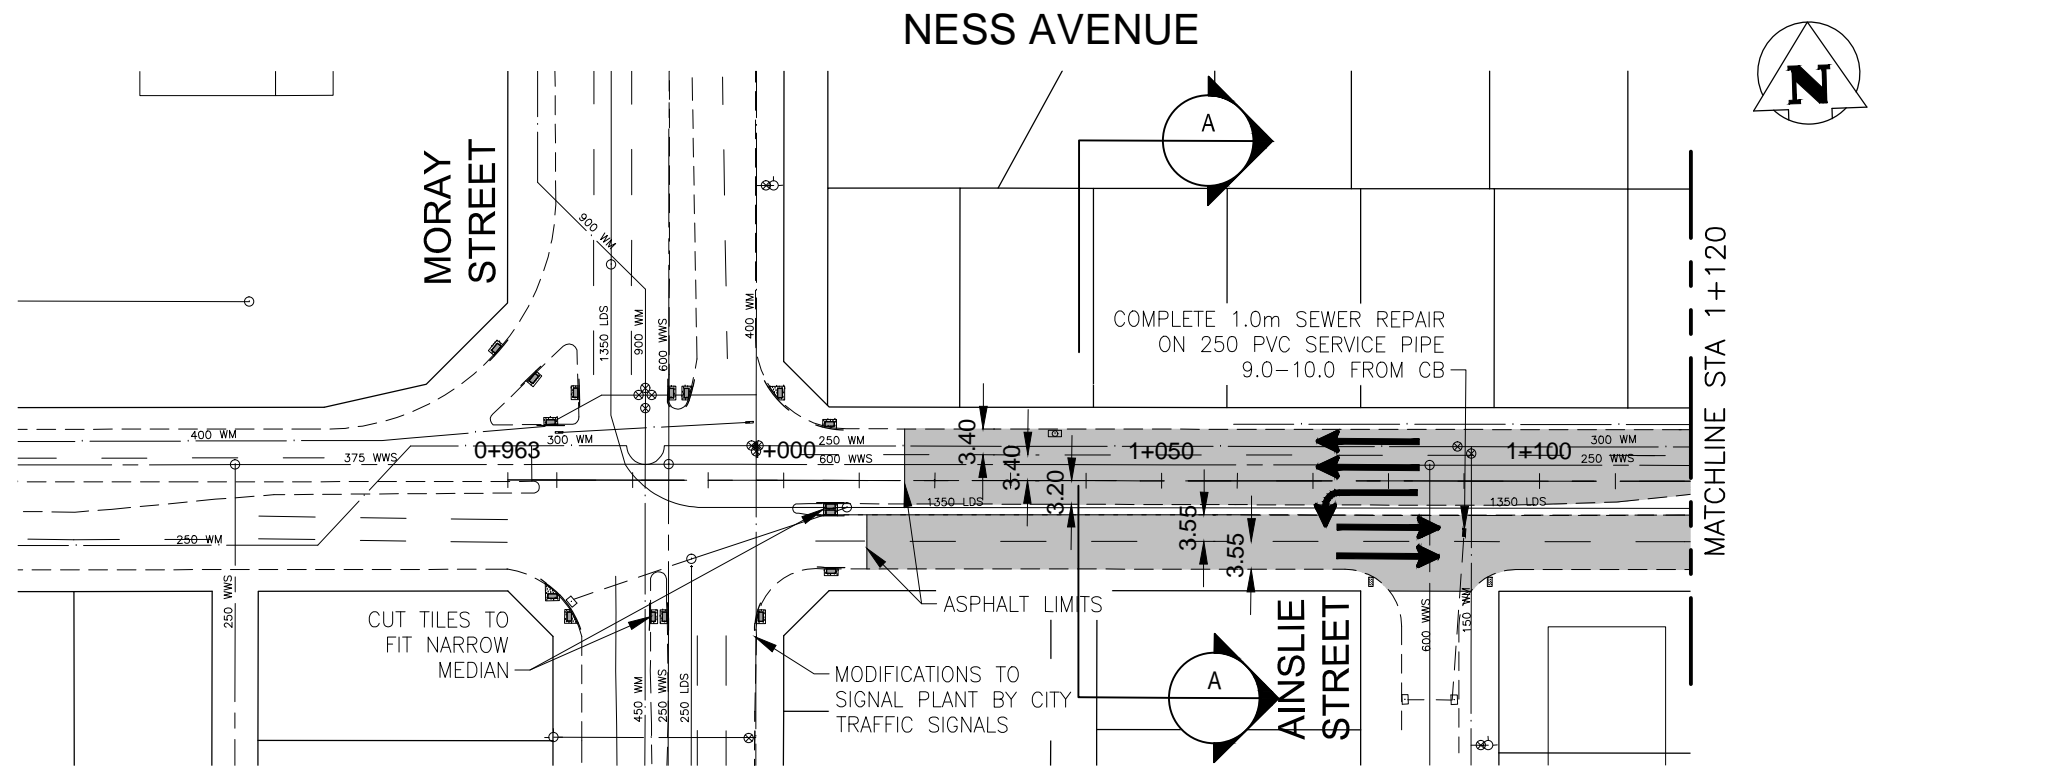 NESS AVENUE
N
A
MORAY
STREET
900 WM
1350 LDS
900 WM
600 WWS
400 WM
COMPLETE 1.0m SEWER REPAIR
ON 250 PVC SERVICE PIPE
9.0-10.0 FROM CB
MATCHLINE STA 1+120
400 WM
375 WWS
0+963
300 WM
+000
250 WM
600 WWS
3.40
3.40
3.20
1+050
1+100
300 WM
250 WWS
1350 LDS
1350 LDS
3.55
3.55
250 WM
250 WWS
ASPHALT LIMITS
CUT TILES TO
FIT NARROW
MEDIAN
450 WM
250 WWS
250 LDS
MODIFICATIONS TO
SIGNAL PLANT BY CITY
TRAFFIC SIGNALS
A
AINSLIE
STREET
600 WWS
150 WM